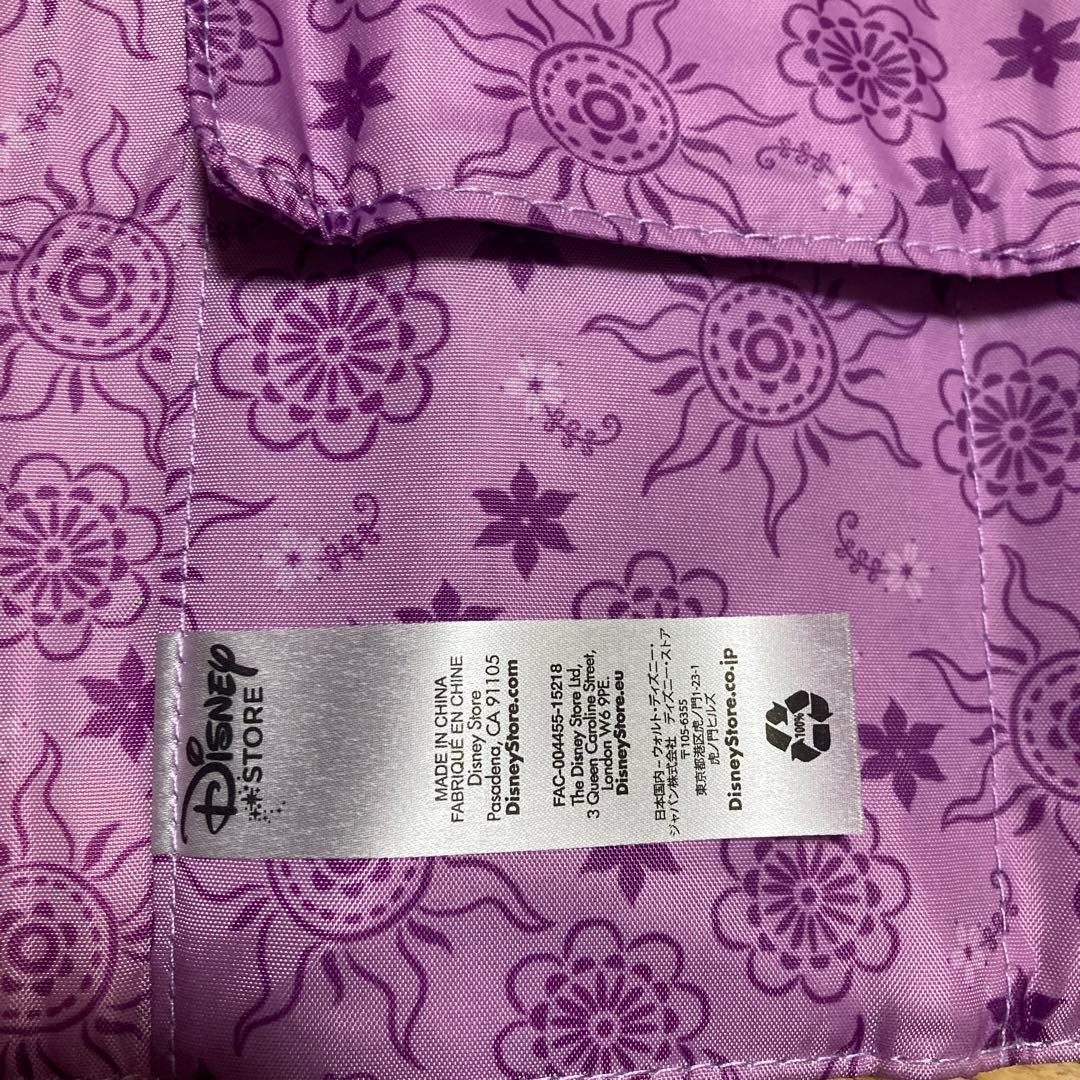 Disney
STORE
MADE IN CHINA
FABRIQUÉ EN CHINE
Disney Store
Pasadena, CA 91105
DisneyStore.com
FAC-004455-15218
The Disney Store Ltd,
3 Queen Caroline Street,
London W6 9PE.
DisneyStore.eu
日本国内 - ウォルト・ディズニー・
ジャパン株式会社 ディズニー・ストア
〒105-6355
東京都港区虎ノ門1-23-1
虎ノ門ヒルズ
DisneyStore.co.jp
100%